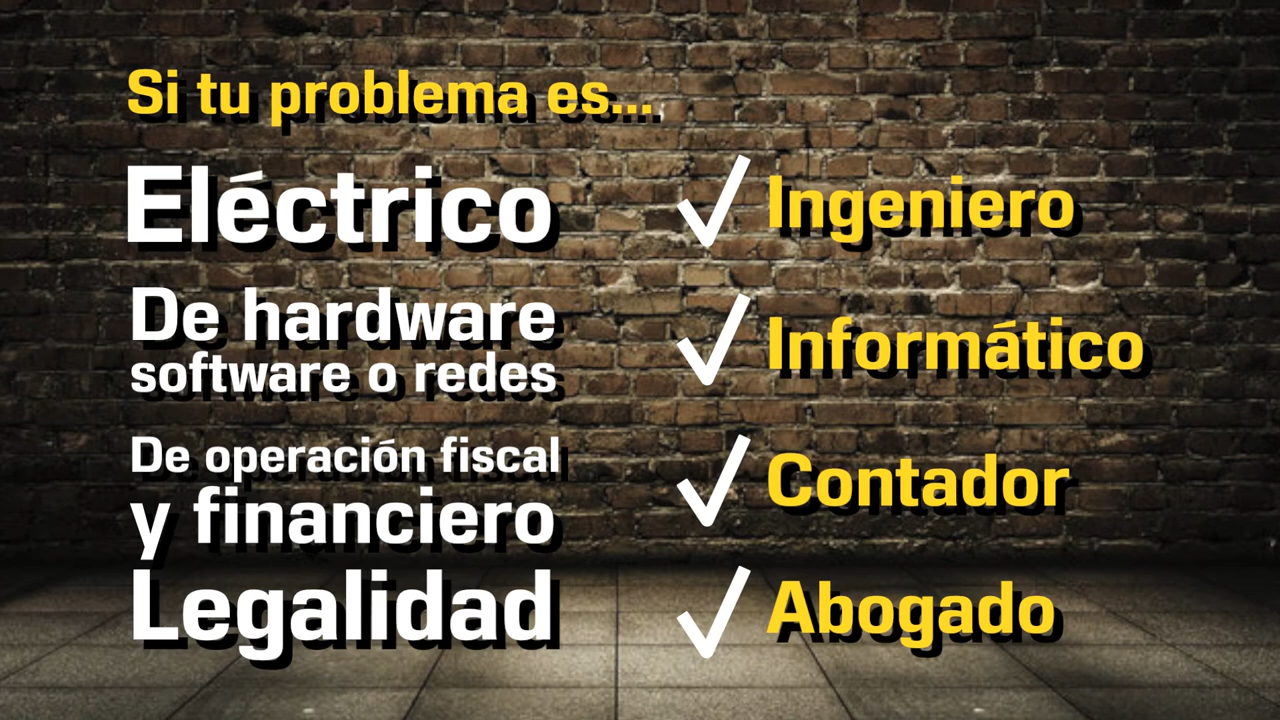 Si tu problema es...
Eléctrico
Ingeniero
De hardware
software o redes
Informático
De operación fiscal
y financiero
Contador
Legalidad
Abogado